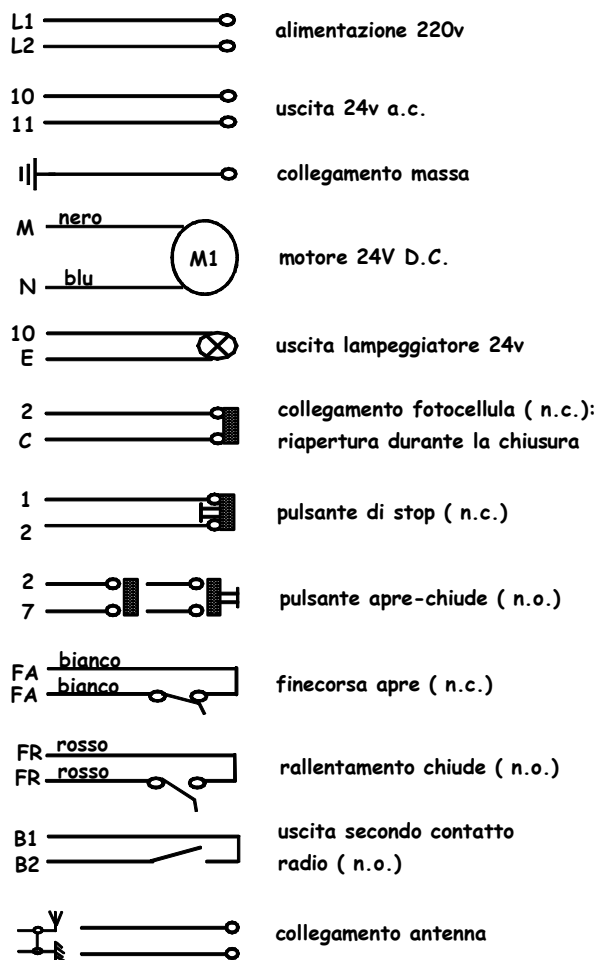 L1
L2
alimentazione 220v
10
11
uscita 24v a.c.
collegamento massa
M nero
M1
N blu
motore 24V D.C.
10
E
uscita lampeggiatore 24v
2
C
collegamento fotocellula ( n.c.):
riapertura durante la chiusura
1
2
pulsante di stop ( n.c.)
2
7
pulsante apre-chiude ( n.o.)
FA bianco
FA bianco
finecorsa apre ( n.c.)
FR rosso
FR rosso
rallentamento chiude ( n.o.)
B1
B2
uscita secondo contatto
radio ( n.o.)
collegamento antenna